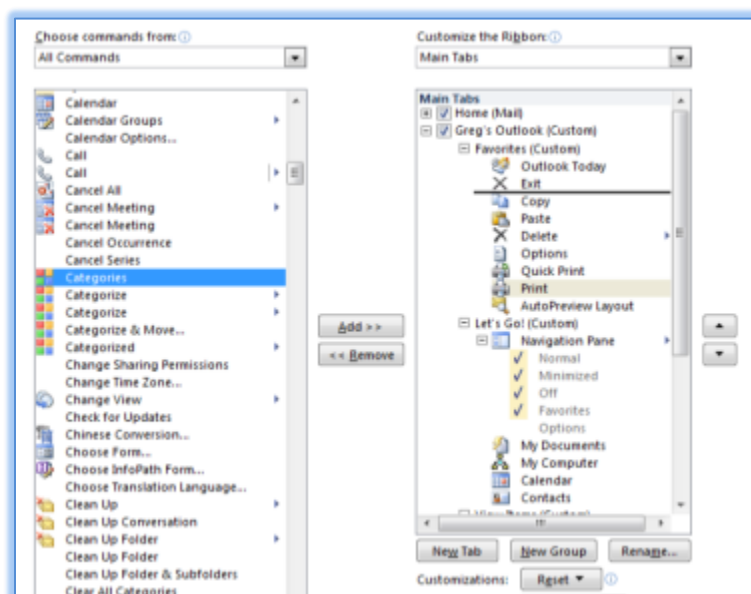 Choose commands from:
All Commands
Calendar
Calendar Groups
Calendar Options...
Call
Call
Cancel All
Cancel Meeting
Cancel Meeting
Cancel Occurrence
Cancel Series
Categories
Categorize
Categorize
Categorize & Move...
Categorized
Change Sharing Permissions
Change Time Zone...
Change View
Check for Updates
Chinese Conversion...
Choose Form...
Choose InfoPath Form...
Choose Translation Language...
Clean Up
Clean Up Conversation
Clean Up Folder
Clean Up Folder
Clean Up Folder & Subfolders
Clear All Categories
Add >>
<< Remove
Customize the Ribbon:
Main Tabs
Main Tabs
Home (Mail)
Greg's Outlook (Custom)
Favorites (Custom)
Outlook Today
Exit
Copy
Paste
Delete
Options
Quick Print
Print
AutoPreview Layout
Let's Go! (Custom)
Navigation Pane
Normal
Minimized
Off
Favorites
Options
My Documents
My Computer
Calendar
Contacts
View Items (Custom)
New Tab
New Group
Rename...
Customizations:
Reset